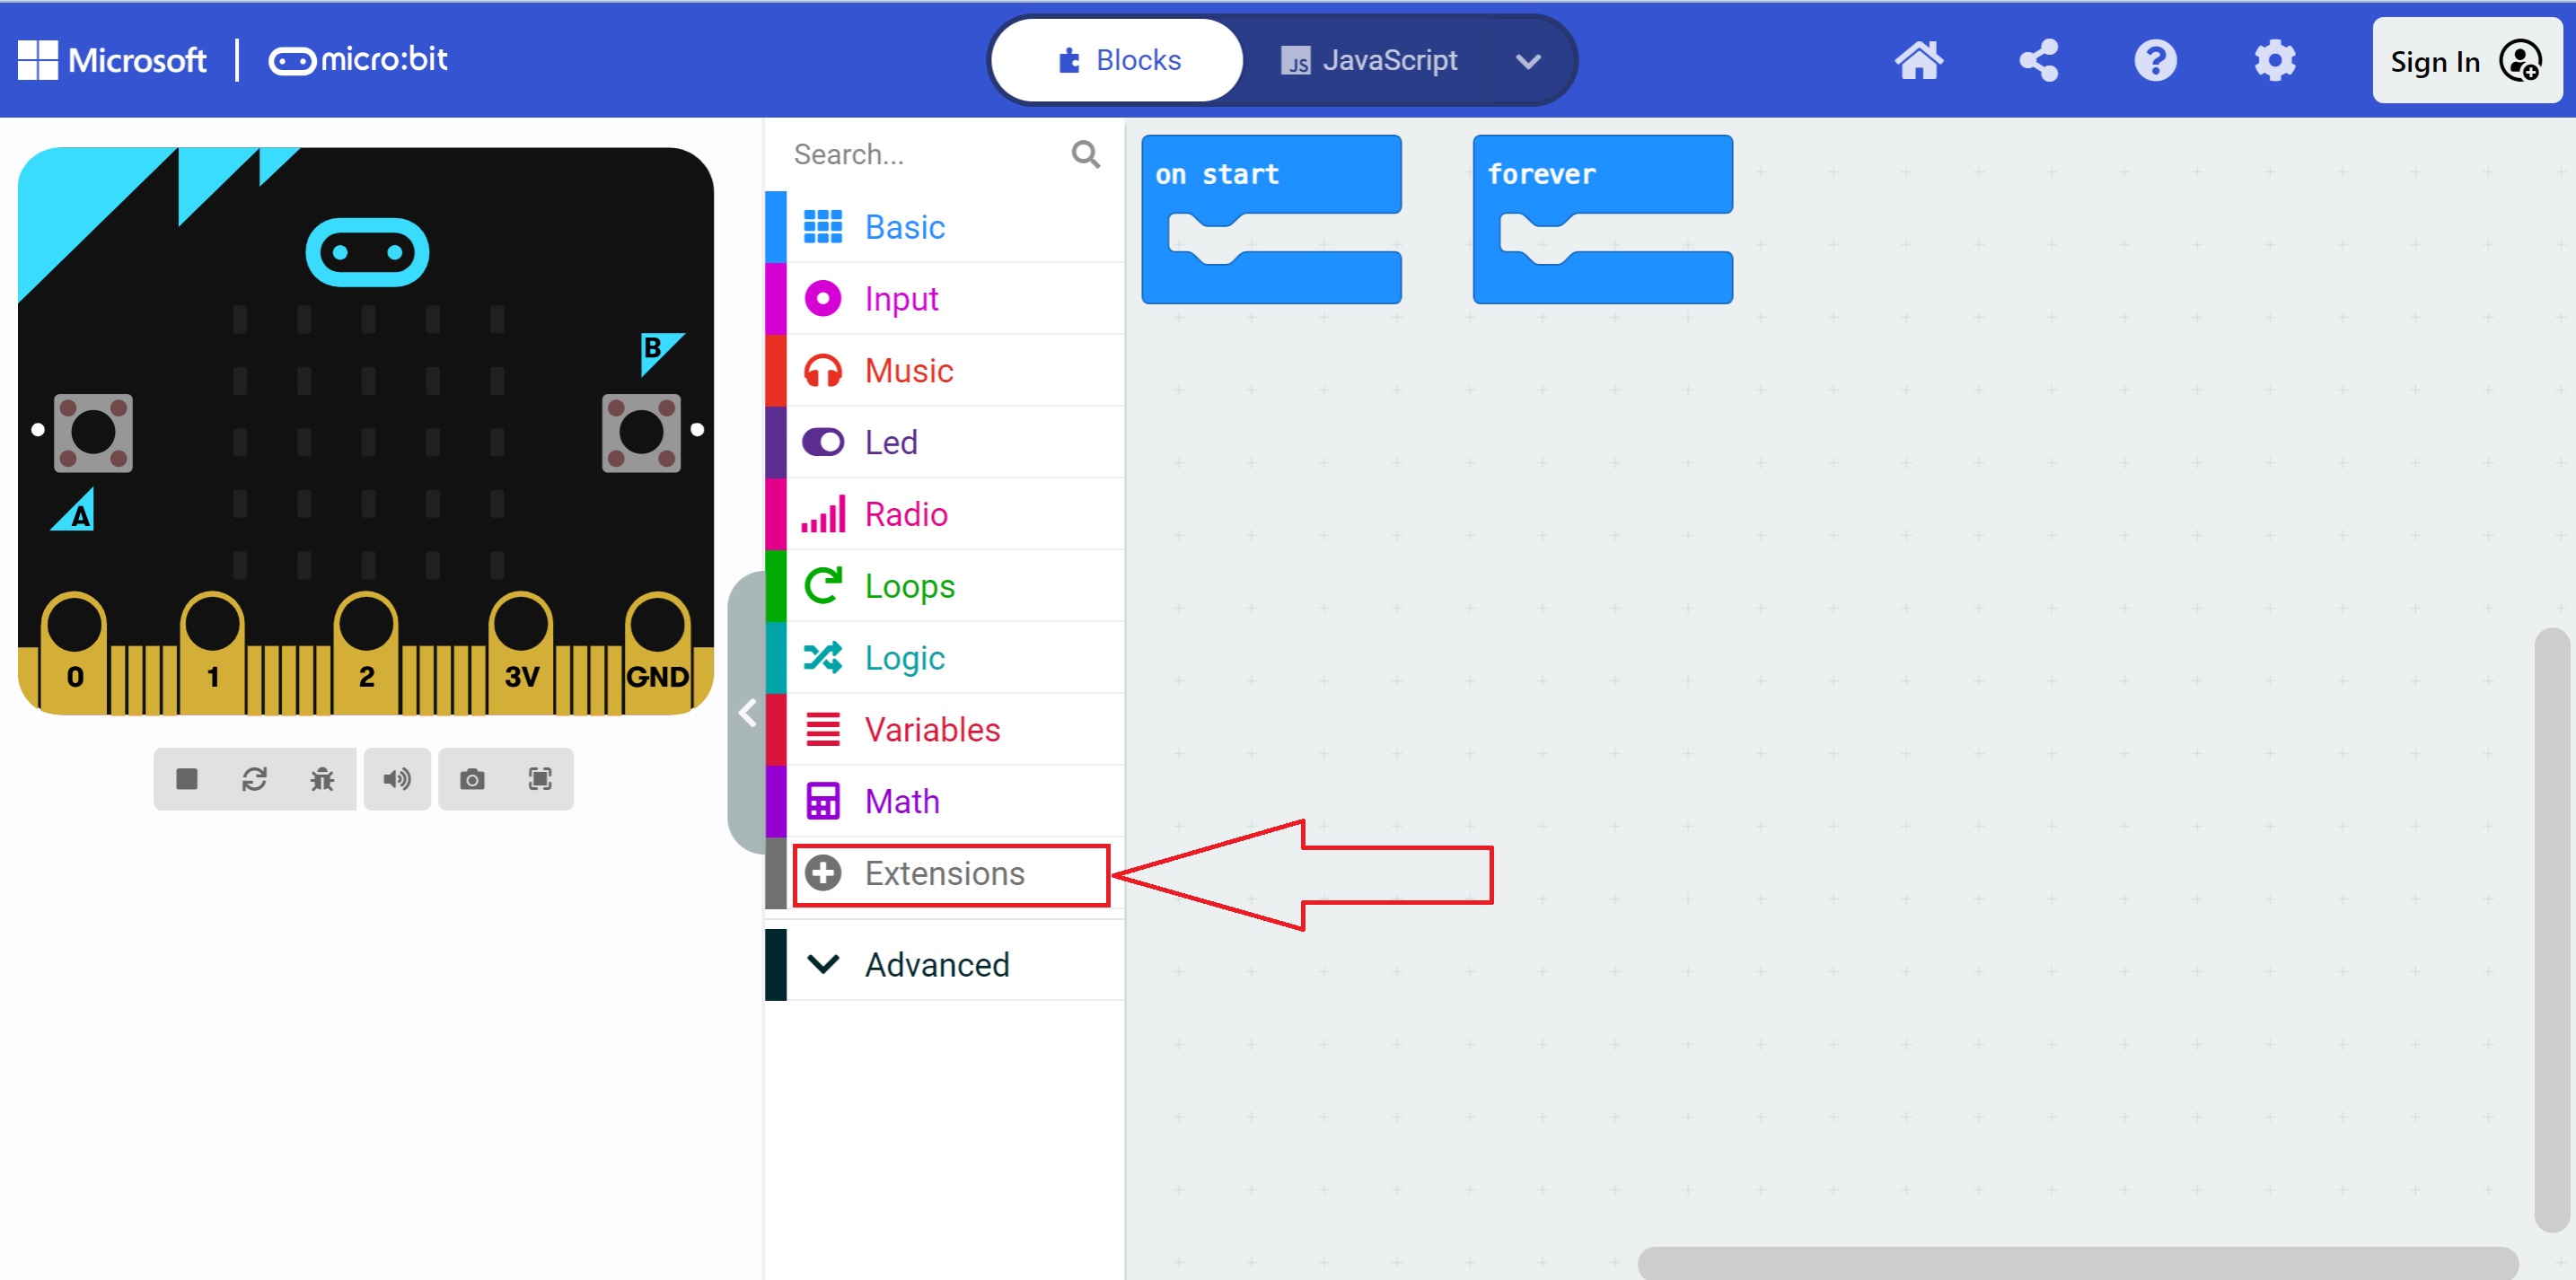 Microsoft | micro:bit
Blocks
JS JavaScript
Sign In
Search...
Basic
Input
Music
Led
Radio
Loops
Logic
Variables
Math
Extensions
Advanced
on start
forever
B
A
0 1 2 3V GND